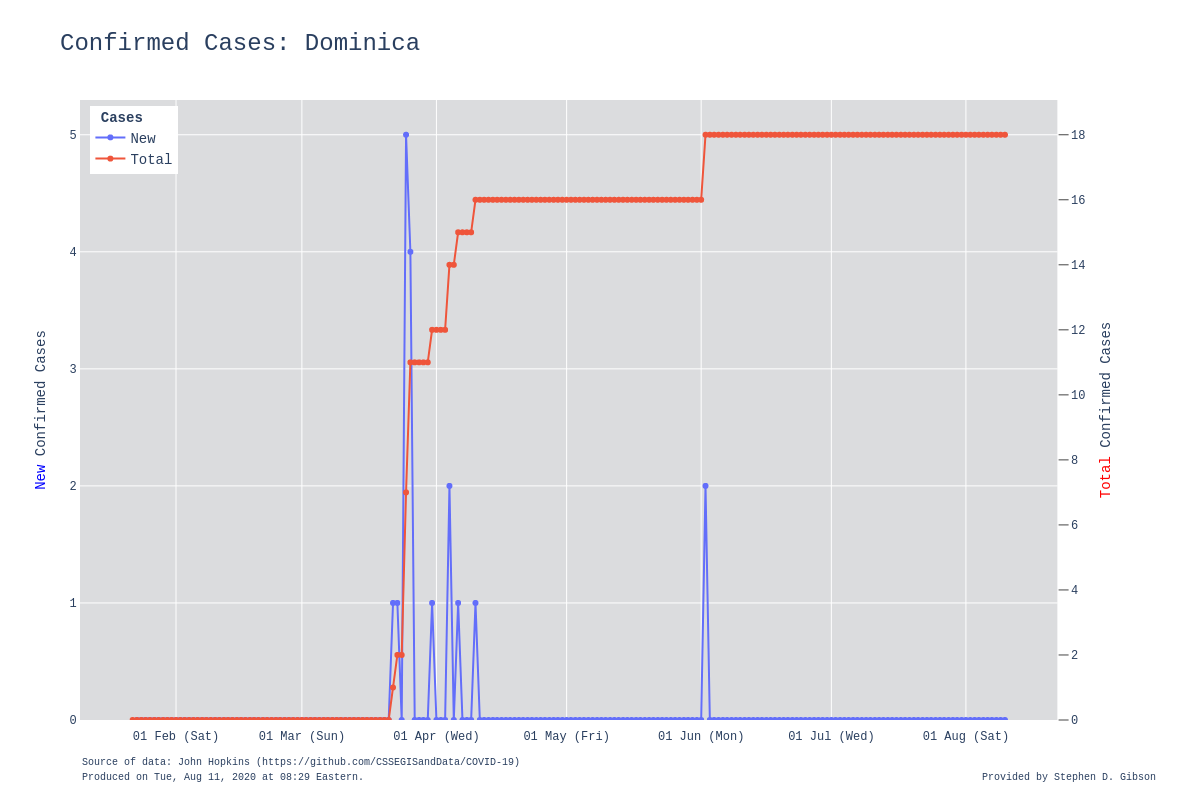 Confirmed Cases: Dominica
Cases
New
Total
5
4
3
2
1
0
New Confirmed Cases
18
16
14
12
10
8
6
4
2
0
Total Confirmed Cases
01 Feb (Sat) 01 Mar (Sun) 01 Apr (Wed) 01 May (Fri) 01 Jun (Mon) 01 Jul (Wed) 01 Aug (Sat)
Source of data: John Hopkins (https://github.com/CSSEGISandData/COVID-19)
Produced on Tue, Aug 11, 2020 at 08:29 Eastern.
Provided by Stephen D. Gibson